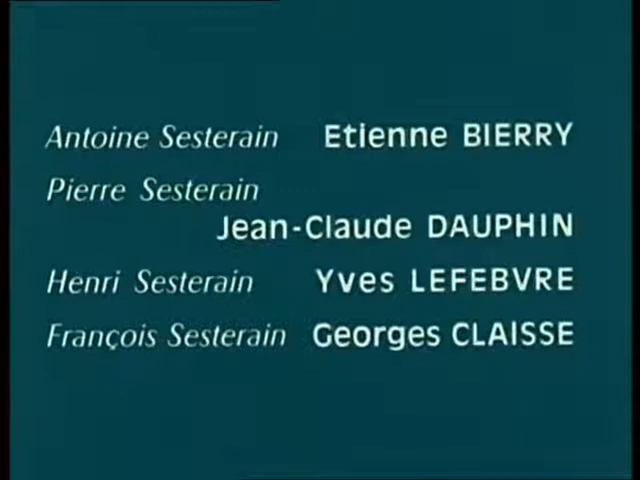 Antoine Sesterain Etienne BIERRY
Pierre Sesterain
Jean-Claude DAUPHIN
Henri Sesterain Yves LEFEBVRE
François Sesterain Georges CLAISSE